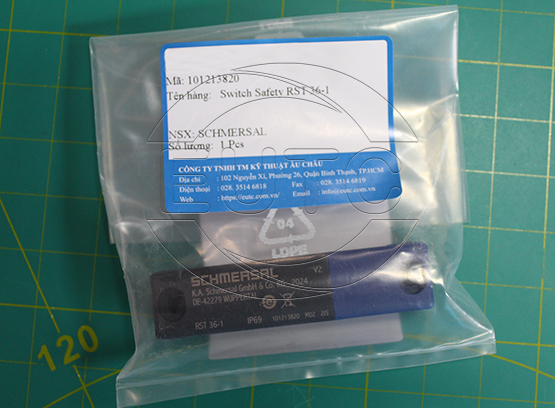 Mã: 101213820
Tên hàng: Switch Safety RST 36-1
NSX: SCHMERSAL
Số lượng: 1 Pcs
CÔNG TY TNHH TM KỸ THUẬT ÂU CHÂU
Địa chỉ : 102 Nguyễn Xí, Phường 26, Quận Bình Thạnh, TP.HCM
Điện thoại : 028. 3514 6818 Fax : 028. 3514 6819
Web : https://eutc.com.vn/ Email : info@eutc.com.vn
EUTC
04
LDPE
SCHMERSAL V2
K.A. Schmersal GmbH & Co. 2024
DE-42279 WUPPERTAL
RST 36-1 IP69 101213820
120